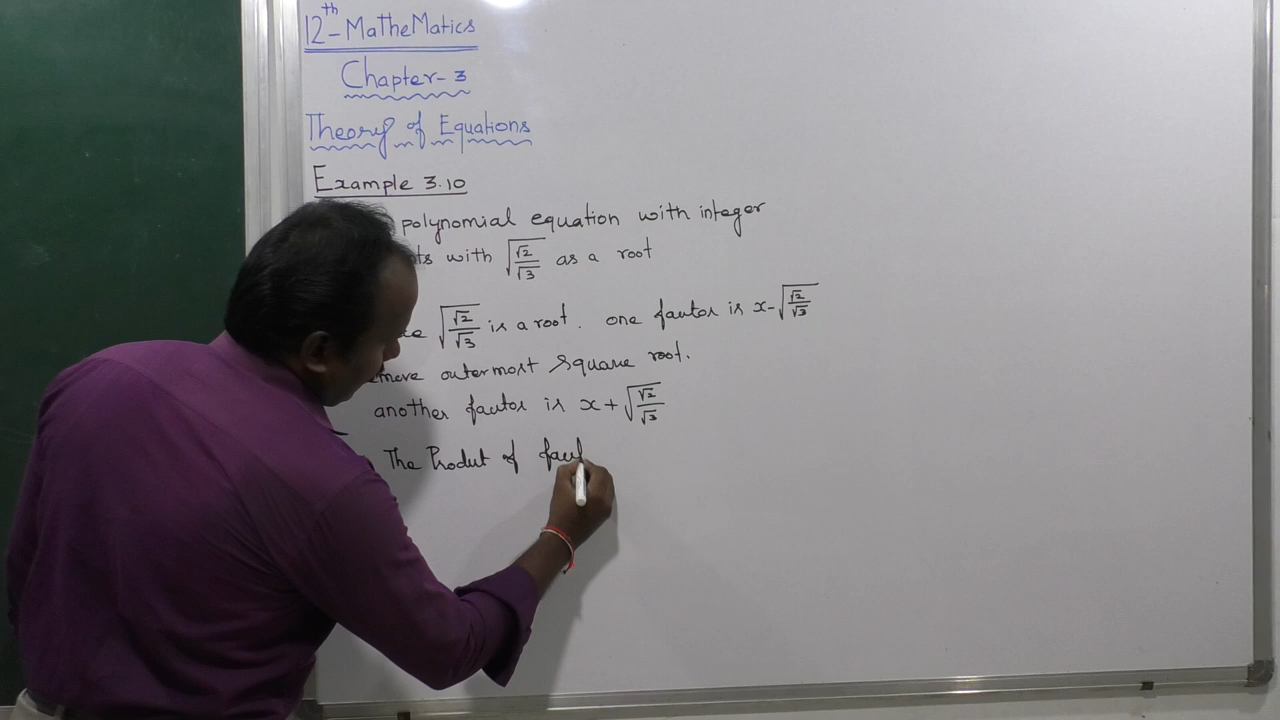 12th - MatheMatics
Chapter - 3
Theory of Equations
Example 3.10
polynomial equation with integer
with √(√2/√3) as a root
√(√2/√3) is a root. one factor is x-√(√2/√3)
outermost square root.
another factor is x+√(√2/√3)
The Produt of